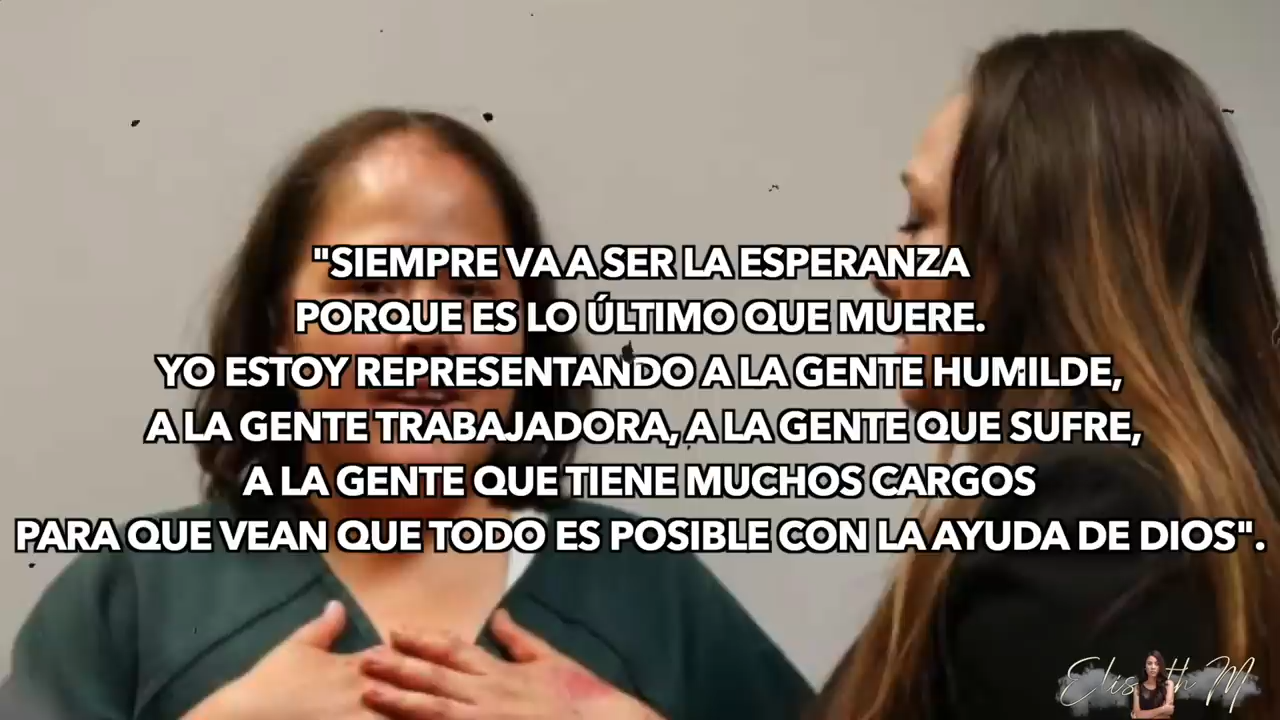 "SIEMPRE VA A SER LA ESPERANZA
PORQUE ES LO ÚLTIMO QUE MUERE.
YO ESTOY REPRESENTANDO A LA GENTE HUMILDE,
A LA GENTE TRABAJADORA, A LA GENTE QUE SUFRE,
A LA GENTE QUE TIENE MUCHOS CARGOS
PARA QUE VEAN QUE TODO ES POSIBLE CON LA AYUDA DE DIOS".
M